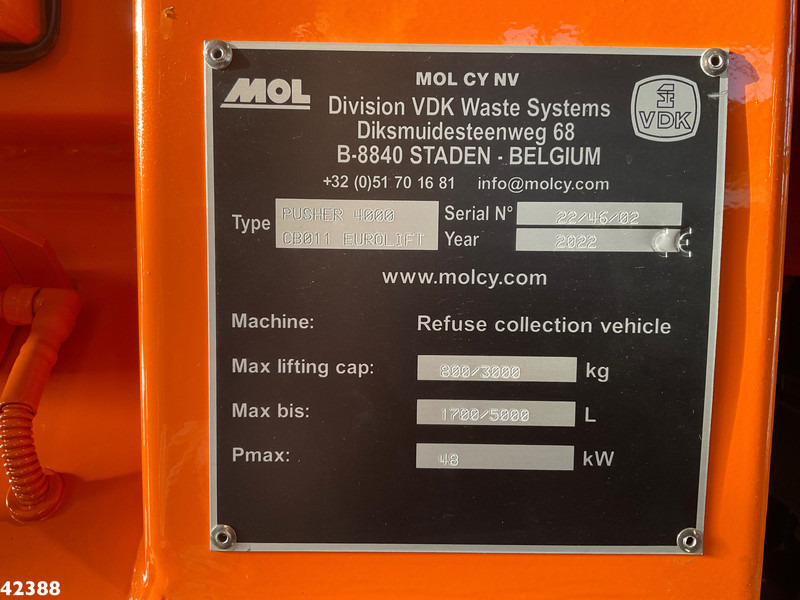 MOL
MOL CY NV
Division VDK Waste Systems
Diksmuidesteenweg 68
B-8840 STADEN - BELGIUM
VDK
+32 (0)51 70 16 81 info@molcy.com
Type PUSHER 4000 Serial N° 22/46/02
CB011 EUROLIFT Year 2022 CE
www.molcy.com
Machine: Refuse collection vehicle
Max lifting cap: 800/3000 kg
Max bis: 1700/5000 L
Pmax: 48 kW
42388